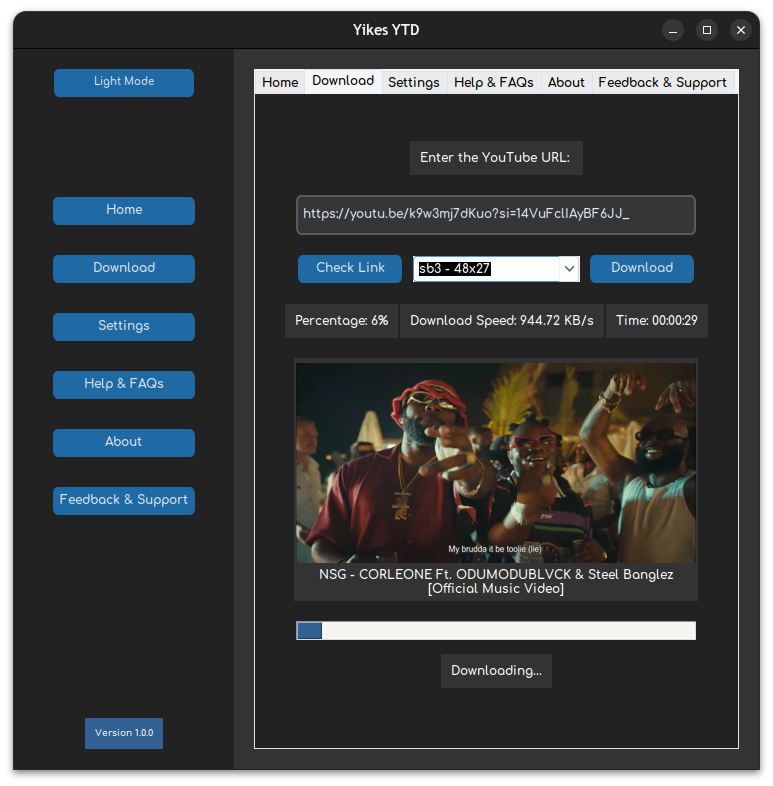 Yikes YTD
Light Mode
Home
Download
Settings
Help & FAQs
About
Feedback & Support
Version 1.0.0
Home Download Settings Help & FAQs About Feedback & Support
Enter the YouTube URL:
https://youtu.be/k9w3mj7dKuo?si=14VuFcllAyBF6JJ_
Check Link sb3 - 48x27 Download
Percentage: 6% Download Speed: 944.72 KB/s Time: 00:00:29
My brudda it be toolie (lie)
NSG - CORLEONE Ft. ODUMODUBLVCK & Steel Banglez
[Official Music Video]
Downloading...